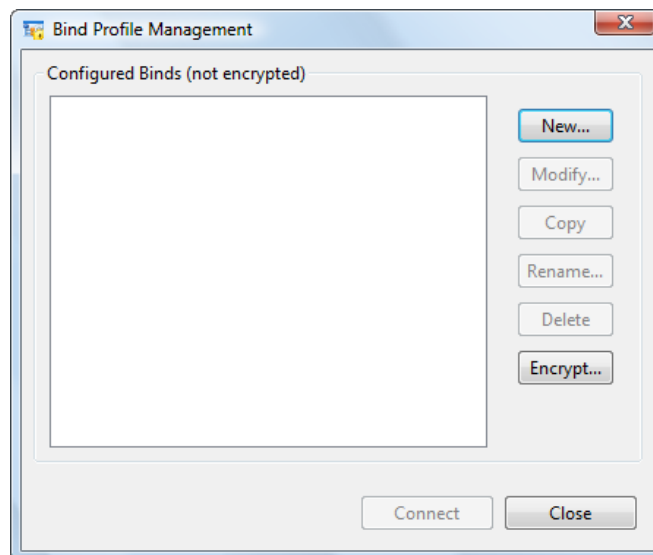 Bind Profile Management
Configured Binds (not encrypted)
New...
Modify...
Copy
Rename...
Delete
Encrypt...
Connect
Close